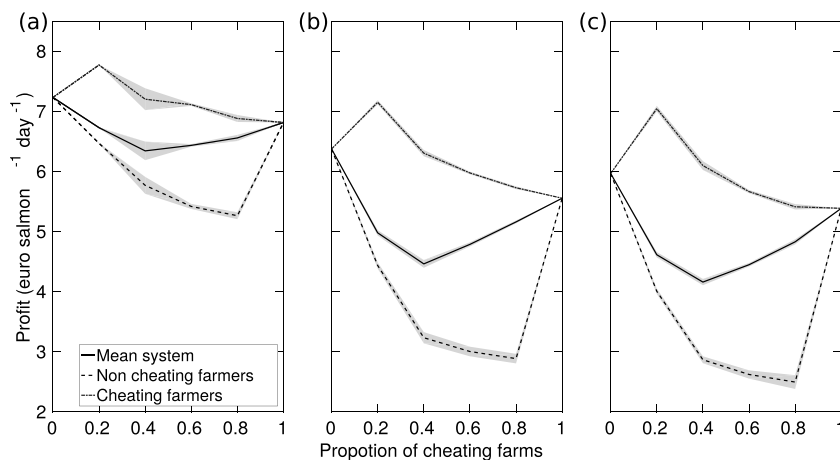 (a) (b) (c)
8
7
6
5
4
3
2
Profit (euro salmon -1 day -1)
Mean system
Non cheating farmers
Cheating farmers
0 0.2 0.4 0.6 0.8 1 0 0.2 0.4 0.6 0.8 1 0 0.2 0.4 0.6 0.8 1
Propotion of cheating farms